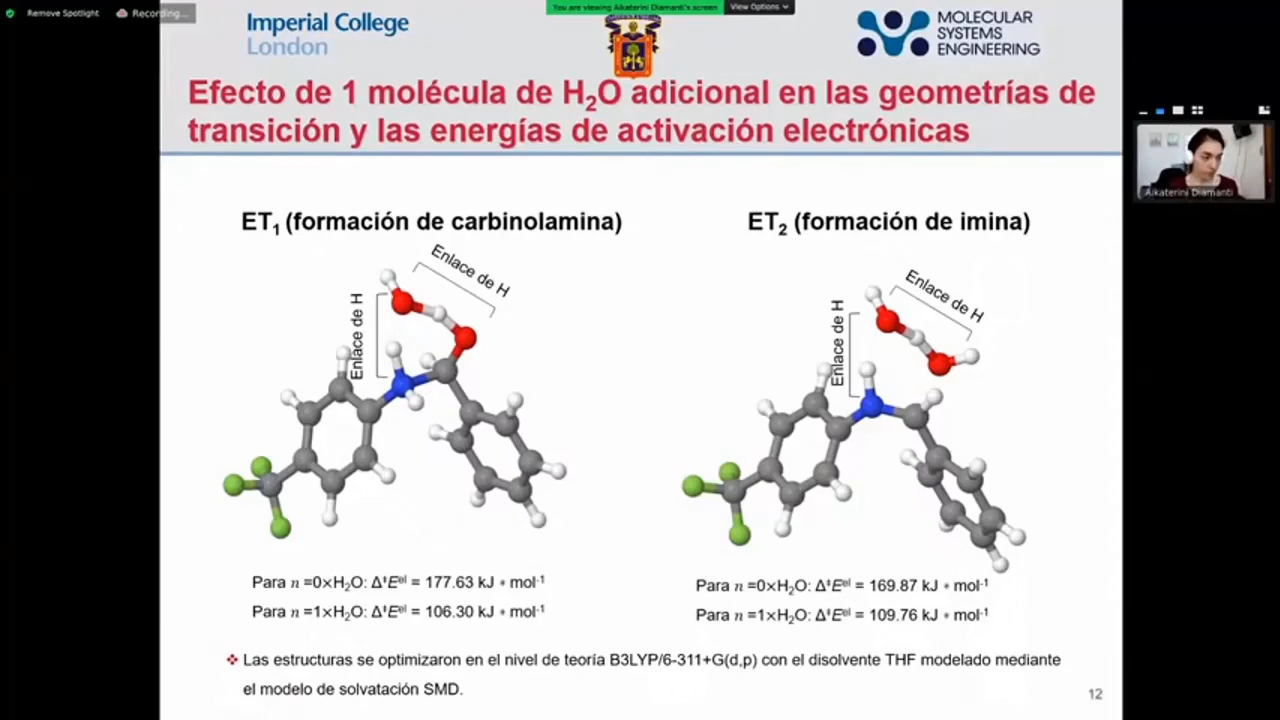 Remove Spotlight
Recording...
You are viewing Aikaterini Diamanti's screen
View Options
Imperial College
London
MOLECULAR
SYSTEMS
ENGINEERING
Efecto de 1 molécula de H₂O adicional en las geometrías de
transición y las energías de activación electrónicas
Aikaterini Diamanti
ET₁ (formación de carbinolamina)
Enlace de H
Enlace de H
Para n =0×H₂O: Δ‡Eᵉˡ = 177.63 kJ * mol⁻¹
Para n =1×H₂O: Δ‡Eᵉˡ = 106.30 kJ * mol⁻¹
ET₂ (formación de imina)
Enlace de H
Enlace de H
Para n =0×H₂O: Δ‡Eᵉˡ = 169.87 kJ * mol⁻¹
Para n =1×H₂O: Δ‡Eᵉˡ = 109.76 kJ * mol⁻¹
❖ Las estructuras se optimizaron en el nivel de teoría B3LYP/6-311+G(d,p) con el disolvente THF modelado mediante
el modelo de solvatación SMD.
12